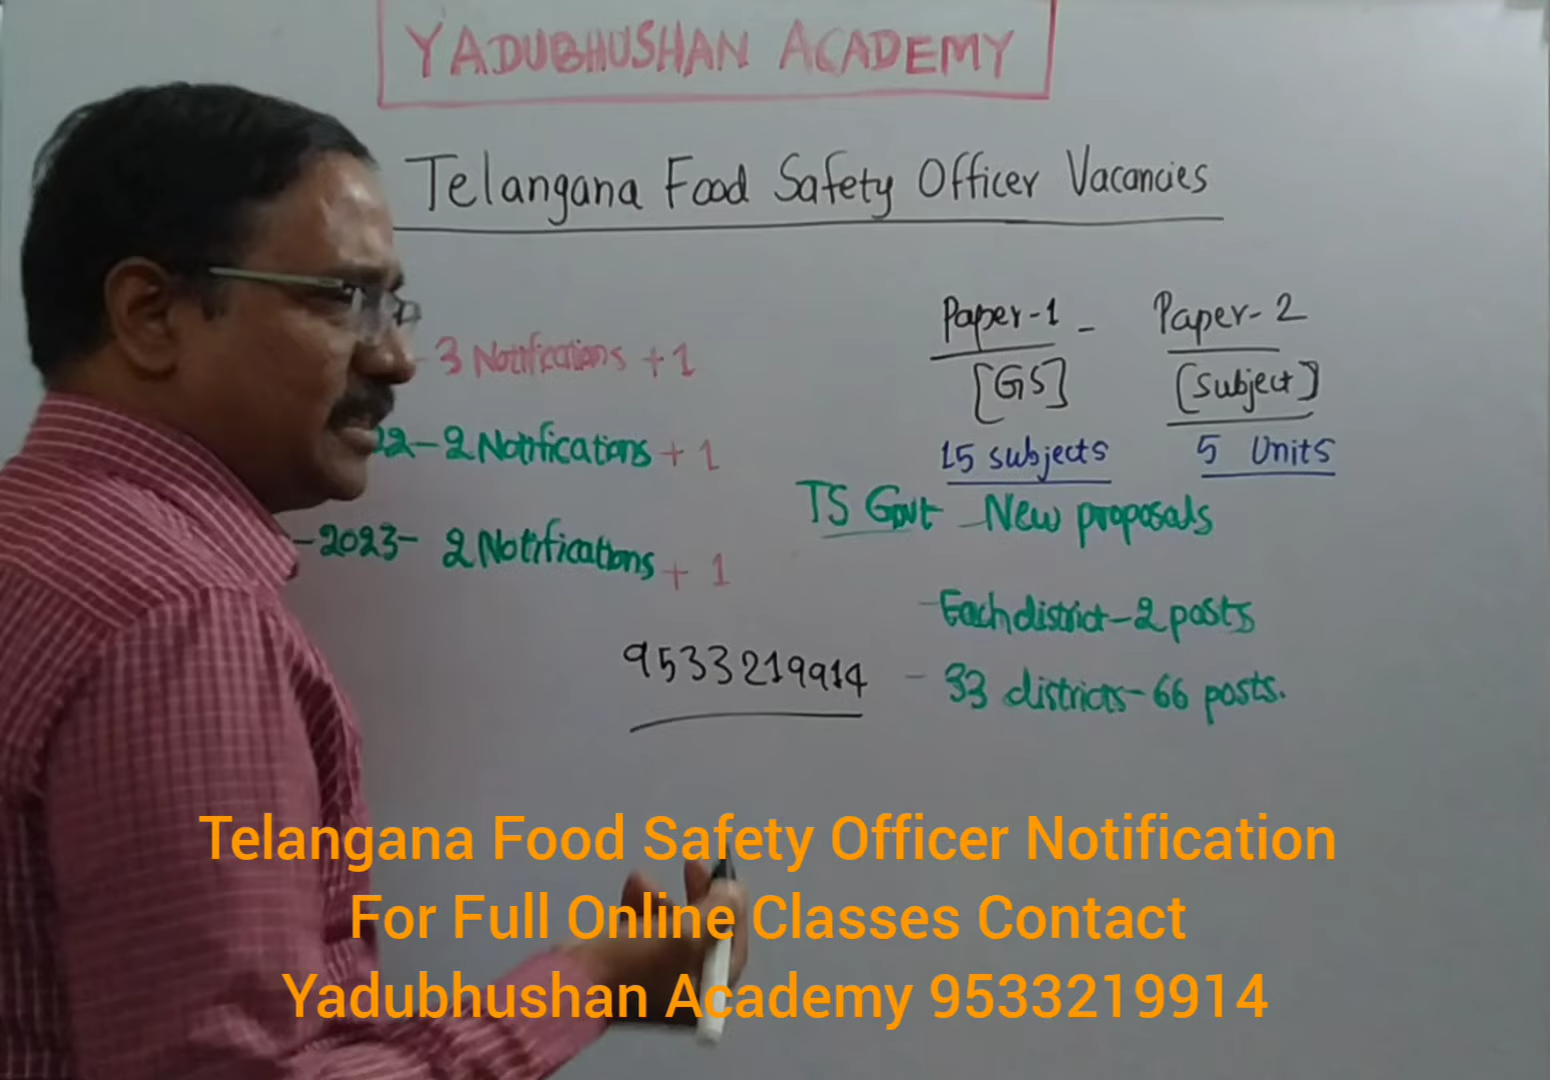 YADUBHUSHAN ACADEMY
Telangana Food Safety Officer Vacancies
Paper-1 - Paper-2
[GS] [Subject]
15 subjects 5 Units
- 3 Notifications + 1
22 - 2 Notifications + 1
- 2023 - 2 Notifications + 1
TS Govt - New proposals
- Each district - 2 posts
- 33 districts - 66 posts.
9533219914
Telangana Food Safety Officer Notification
For Full Online Classes Contact
Yadubhushan Academy 9533219914